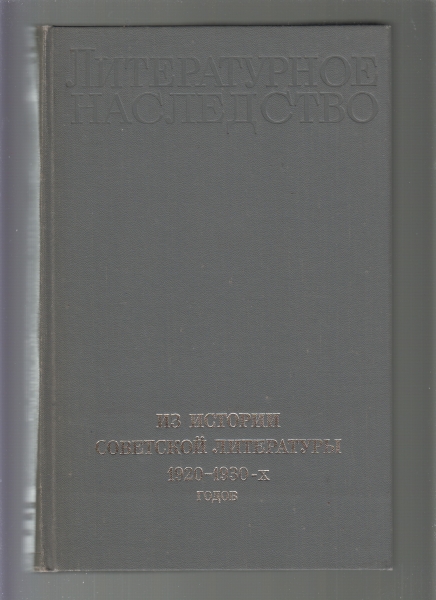 ЛИТЕРАТУРНОЕ
НАСЛЕДСТВО
ИЗ ИСТОРИИ
СОВЕТСКОЙ ЛИТЕРАТУРЫ
1920-1930-х
ГОДОВ